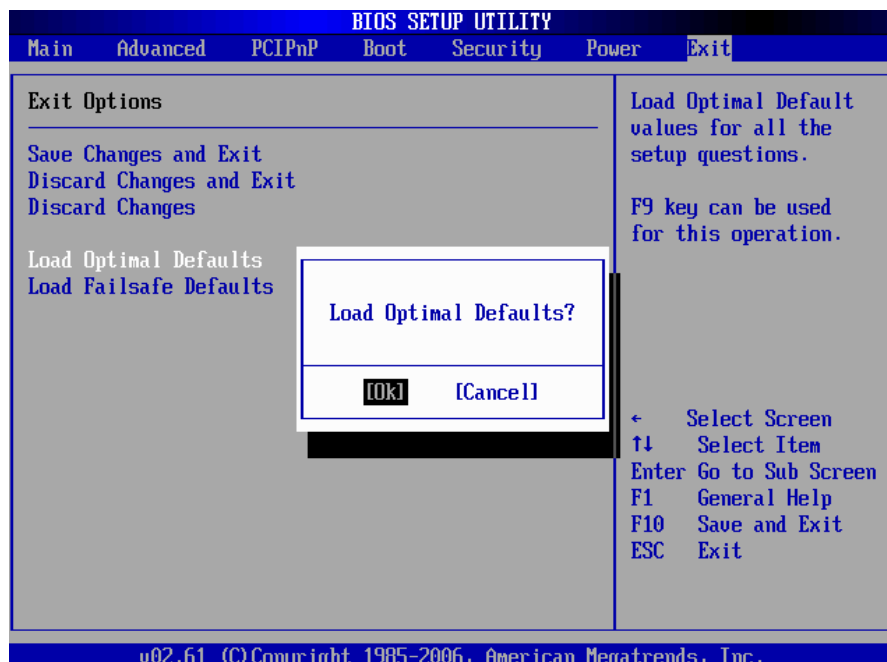 BIOS SETUP UTILITY
Main Advanced PCIPnP Boot Security Power Exit
Exit Options
Save Changes and Exit
Discard Changes and Exit
Discard Changes
Load Optimal Defaults
Load Failsafe Defaults
Load Optimal Defaults?
[Ok] [Cancel]
Load Optimal Default
values for all the
setup questions.
F9 key can be used
for this operation.
← Select Screen
↑↓ Select Item
Enter Go to Sub Screen
F1 General Help
F10 Save and Exit
ESC Exit
v02.61 (C)Copyright 1985-2006, American Megatrends, Inc.